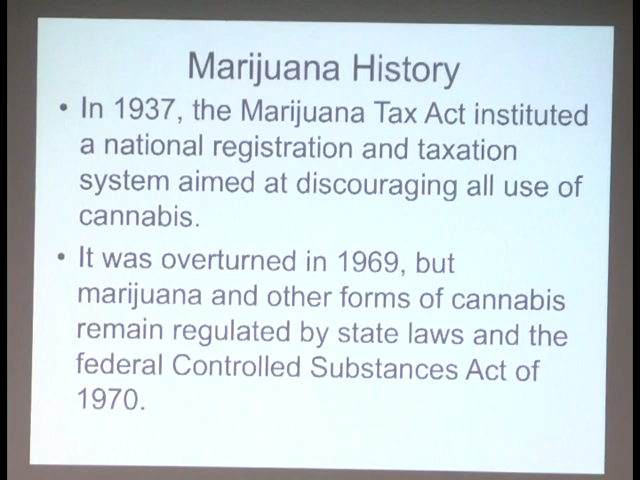 Marijuana History
• In 1937, the Marijuana Tax Act instituted
a national registration and taxation
system aimed at discouraging all use of
cannabis.
• It was overturned in 1969, but
marijuana and other forms of cannabis
remain regulated by state laws and the
federal Controlled Substances Act of
1970.